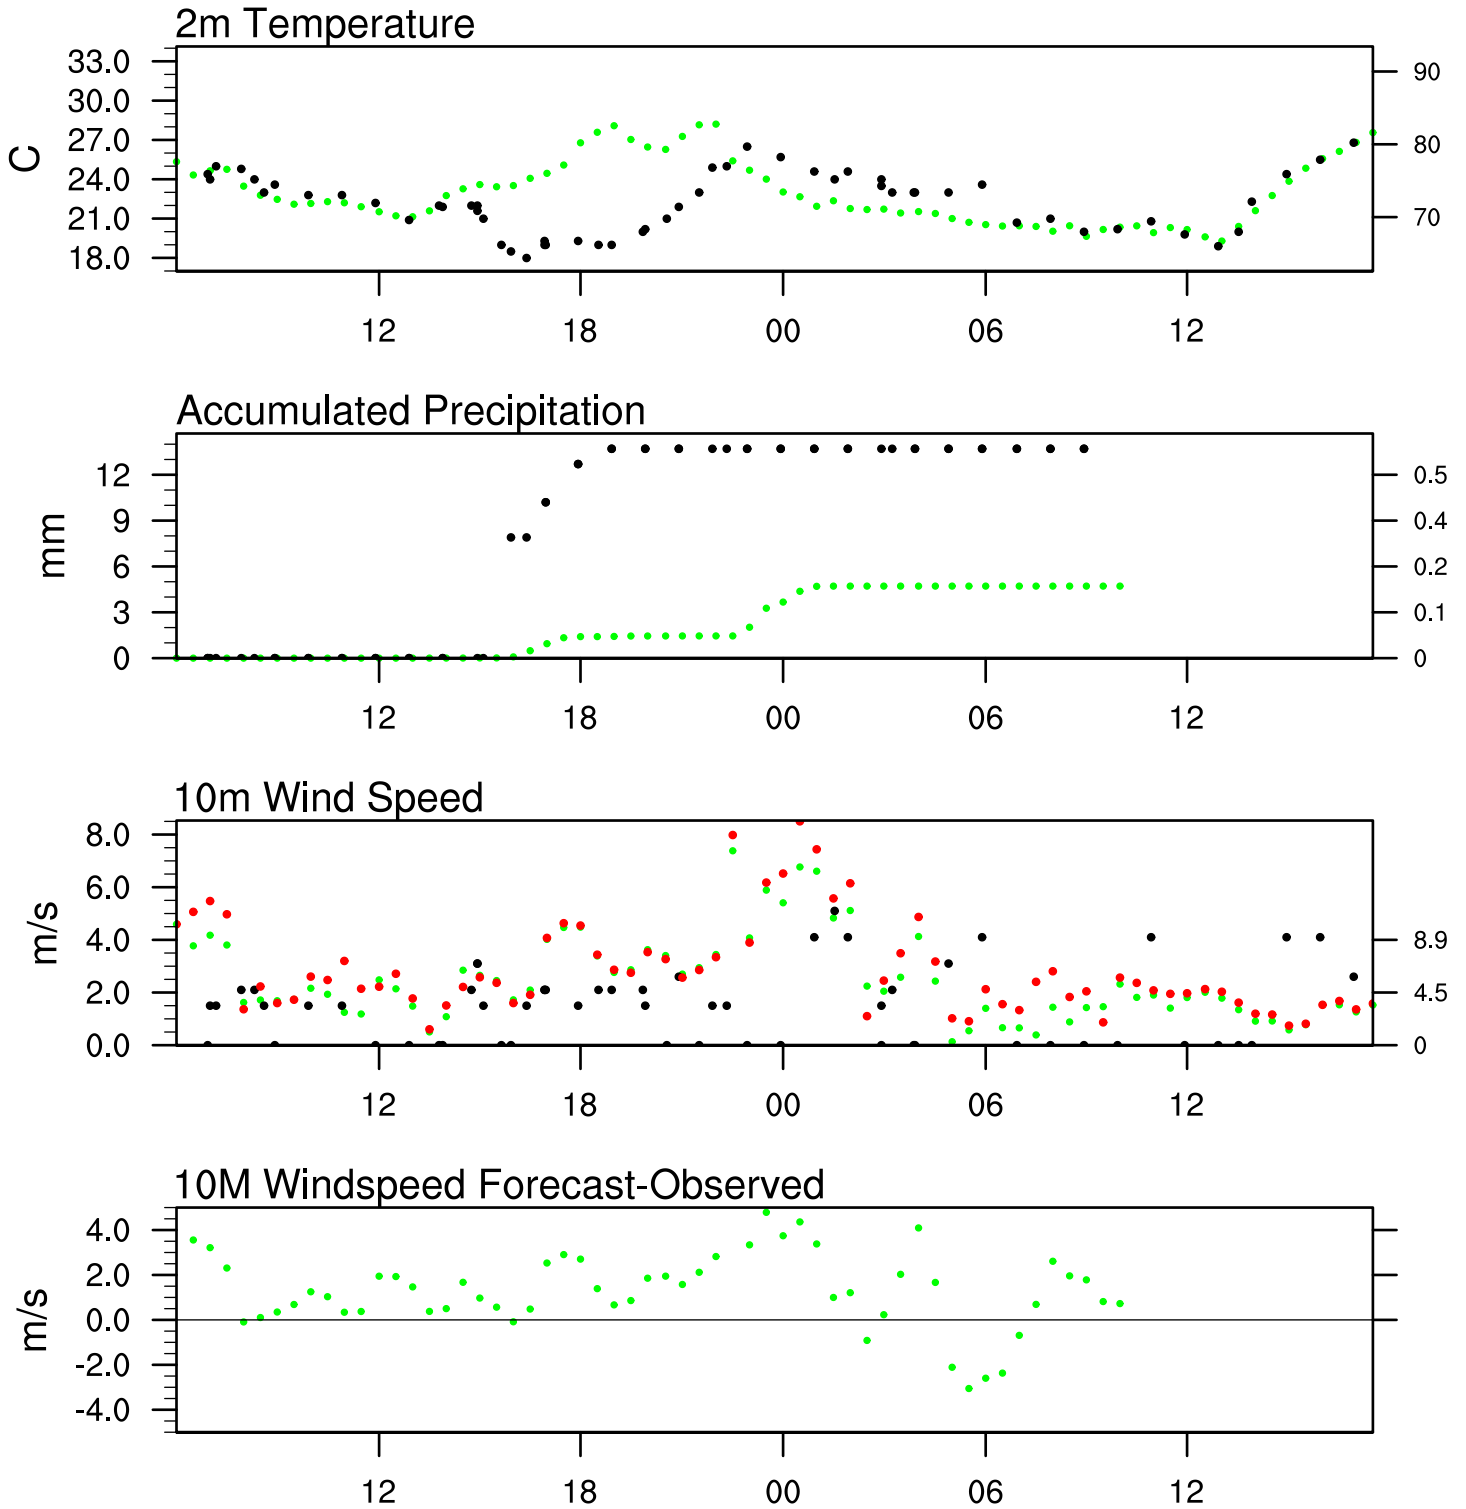 2m Temperature
33.0
30.0
27.0
24.0
21.0
18.0
C
90
80
70
12 18 00 06 12
Accumulated Precipitation
12
9
6
3
0
mm
0.5
0.4
0.2
0.1
0
12 18 00 06 12
10m Wind Speed
8.0
6.0
4.0
2.0
0.0
m/s
8.9
4.5
0
12 18 00 06 12
10M Windspeed Forecast-Observed
4.0
2.0
0.0
-2.0
-4.0
m/s
12 18 00 06 12